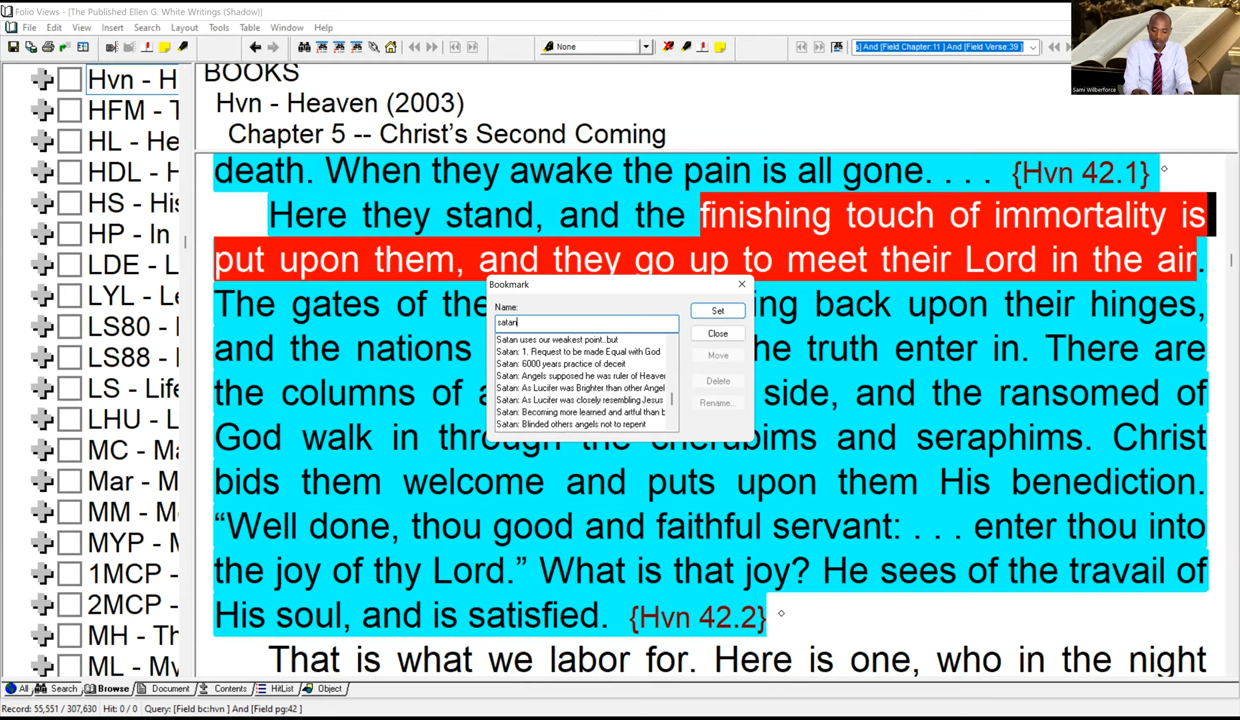 Folio Views - [The Published Ellen G. White Writings (Shadow)]
File Edit View Insert Search Layout Tools Table Window Help
None
] And [Field Chapter:11 ] And [Field Verse:39 ]
Sami Wilberforce
Hvn - H
HFM - T
HL - He
HDL - H
HS - His
HP - In
LDE - L
LYL - Le
LS80 -
LS - Life
LHU -
MC - Ma
Mar - M
MM - Me
MYP - M
1MCP -
2MCP -
MH - Th
ML - My
BOOKS
Hvn - Heaven (2003)
Chapter 5 -- Christ’s Second Coming
death. When they awake the pain is all gone. . . . {Hvn 42.1}
Here they stand, and the finishing touch of immortality is
put upon them, and they go up to meet their Lord in the air.
The gates of the ing back upon their hinges,
and the nations he truth enter in. There are
the columns of a side, and the ransomed of
God walk in through the cherubims and seraphims. Christ
bids them welcome and puts upon them His benediction.
“Well done, thou good and faithful servant: . . . enter thou into
the joy of thy Lord.” What is that joy? He sees of the travail of
His soul, and is satisfied. {Hvn 42.2}
That is what we labor for. Here is one, who in the night
Bookmark
Name:
satan
Satan uses our weakest point..but
Satan: 1. Request to be made Equal with God
Satan: 6000 years practice of deceit
Satan: Angels supposed he was ruler of Heaven
Satan: As Lucifer was Brighter than other Angel
Satan: As Lucifer was closely resembling Jesus
Satan: Becoming more learned and artful than b
Satan: Blinded others angels not to repent
Set
Close
Move
Delete
Rename...
All Search Browse Document Contents HitList Object
Record: 55,551 / 307,630 Hit: 0 / 0 Query: [Field bc:hvn ] And [Field pg:42 ]